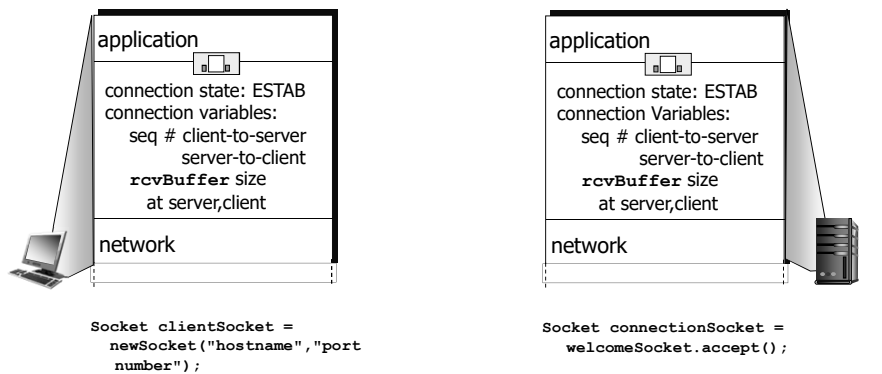 application
connection state: ESTAB
connection variables:
seq # client-to-server
server-to-client
rcvBuffer size
at server,client
network
Socket clientSocket =
newSocket("hostname","port
number");
application
connection state: ESTAB
connection Variables:
seq # client-to-server
server-to-client
rcvBuffer size
at server,client
network
Socket connectionSocket =
welcomeSocket.accept();